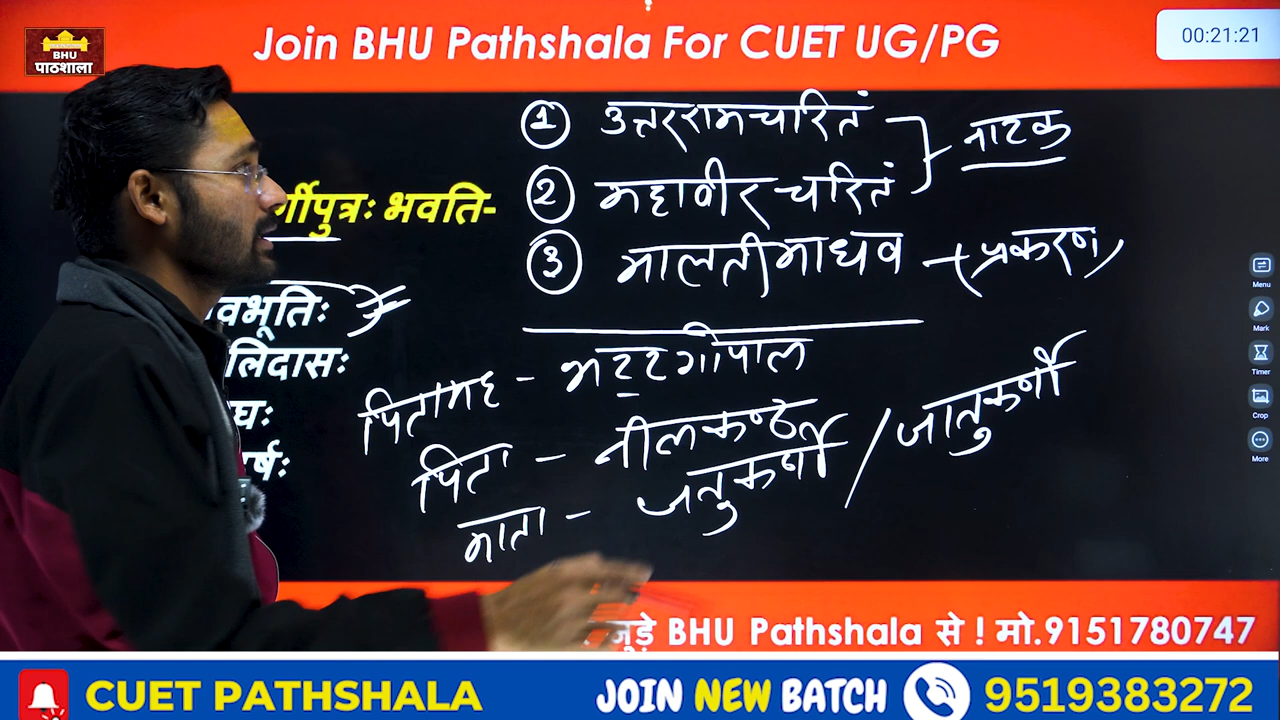 Join BHU Pathshala For CUET UG/PG
00:21:21
BHU
पाठशाला
① उत्तररामचरितं
नाटक
② महावीरचरितं
र्गीपुत्रः भवति-
③ मालतीमाधव - (प्रकरण)
वभूतिः
लिदासः
घः
र्षः
पितामह - भट्टगोपाल
पिता - नीलकण्ठ
माता - जतुकर्णी / जातुकर्णी
Menu
Mark
Timer
Crop
More
जुड़े BHU Pathshala से ! मो.9151780747
CUET PATHSHALA
JOIN NEW BATCH
9519383272